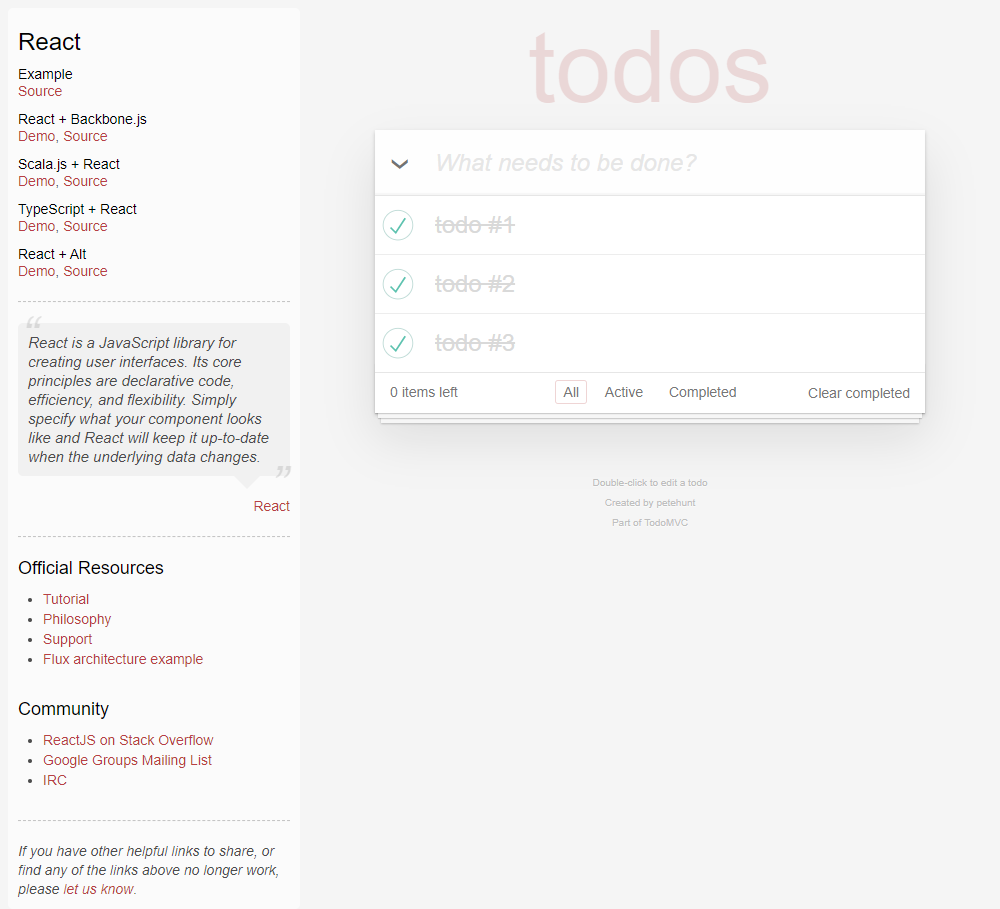 React
Example
Source
React + Backbone.js
Demo, Source
Scala.js + React
Demo, Source
TypeScript + React
Demo, Source
React + Alt
Demo, Source
“
React is a JavaScript library for
creating user interfaces. Its core
principles are declarative code,
efficiency, and flexibility. Simply
specify what your component looks
like and React will keep it up-to-date
when the underlying data changes.
”
React
Official Resources
• Tutorial
• Philosophy
• Support
• Flux architecture example
Community
• ReactJS on Stack Overflow
• Google Groups Mailing List
• IRC
If you have other helpful links to share, or
find any of the links above no longer work,
please let us know.
todos
What needs to be done?
todo #1
todo #2
todo #3
0 items left All Active Completed Clear completed
Double-click to edit a todo
Created by petehunt
Part of TodoMVC